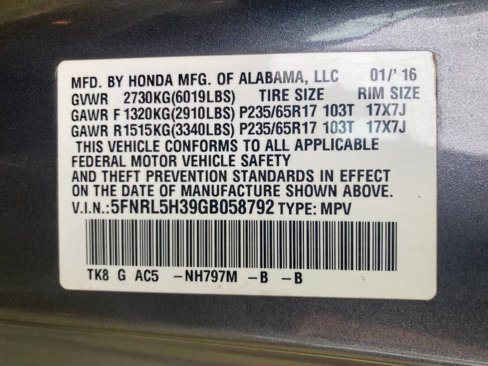 MFD. BY HONDA MFG. OF ALABAMA, LLC 01/'16
GVWR 2730KG(6019LBS) TIRE SIZE RIM SIZE
GAWR F 1320KG(2910LBS) P235/65R17 103T 17X7J
GAWR R1515KG(3340LBS) P235/65R17 103T 17X7J
THIS VEHICLE CONFORMS TO ALL APPLICABLE
FEDERAL MOTOR VEHICLE SAFETY
AND THEFT PREVENTION STANDARDS IN EFFECT
ON THE DATE OF MANUFACTURE SHOWN ABOVE.
V.I.N.:5FNRL5H39GB058792 TYPE: MPV
TK8 G AC5 -NH797M -B -B